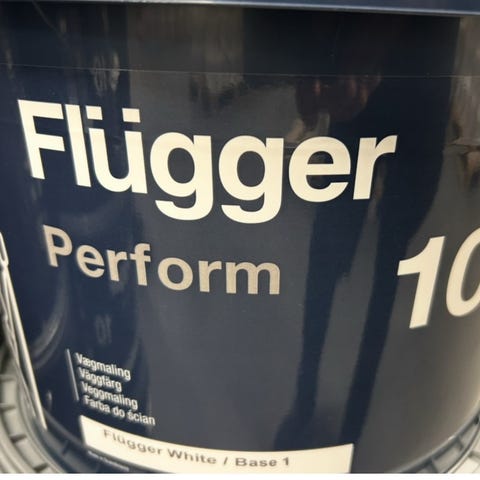 Flügger
Perform
10
Vægmaling
Väggfärg
Veggmaling
Farba do ścian
Flügger White / Base 1